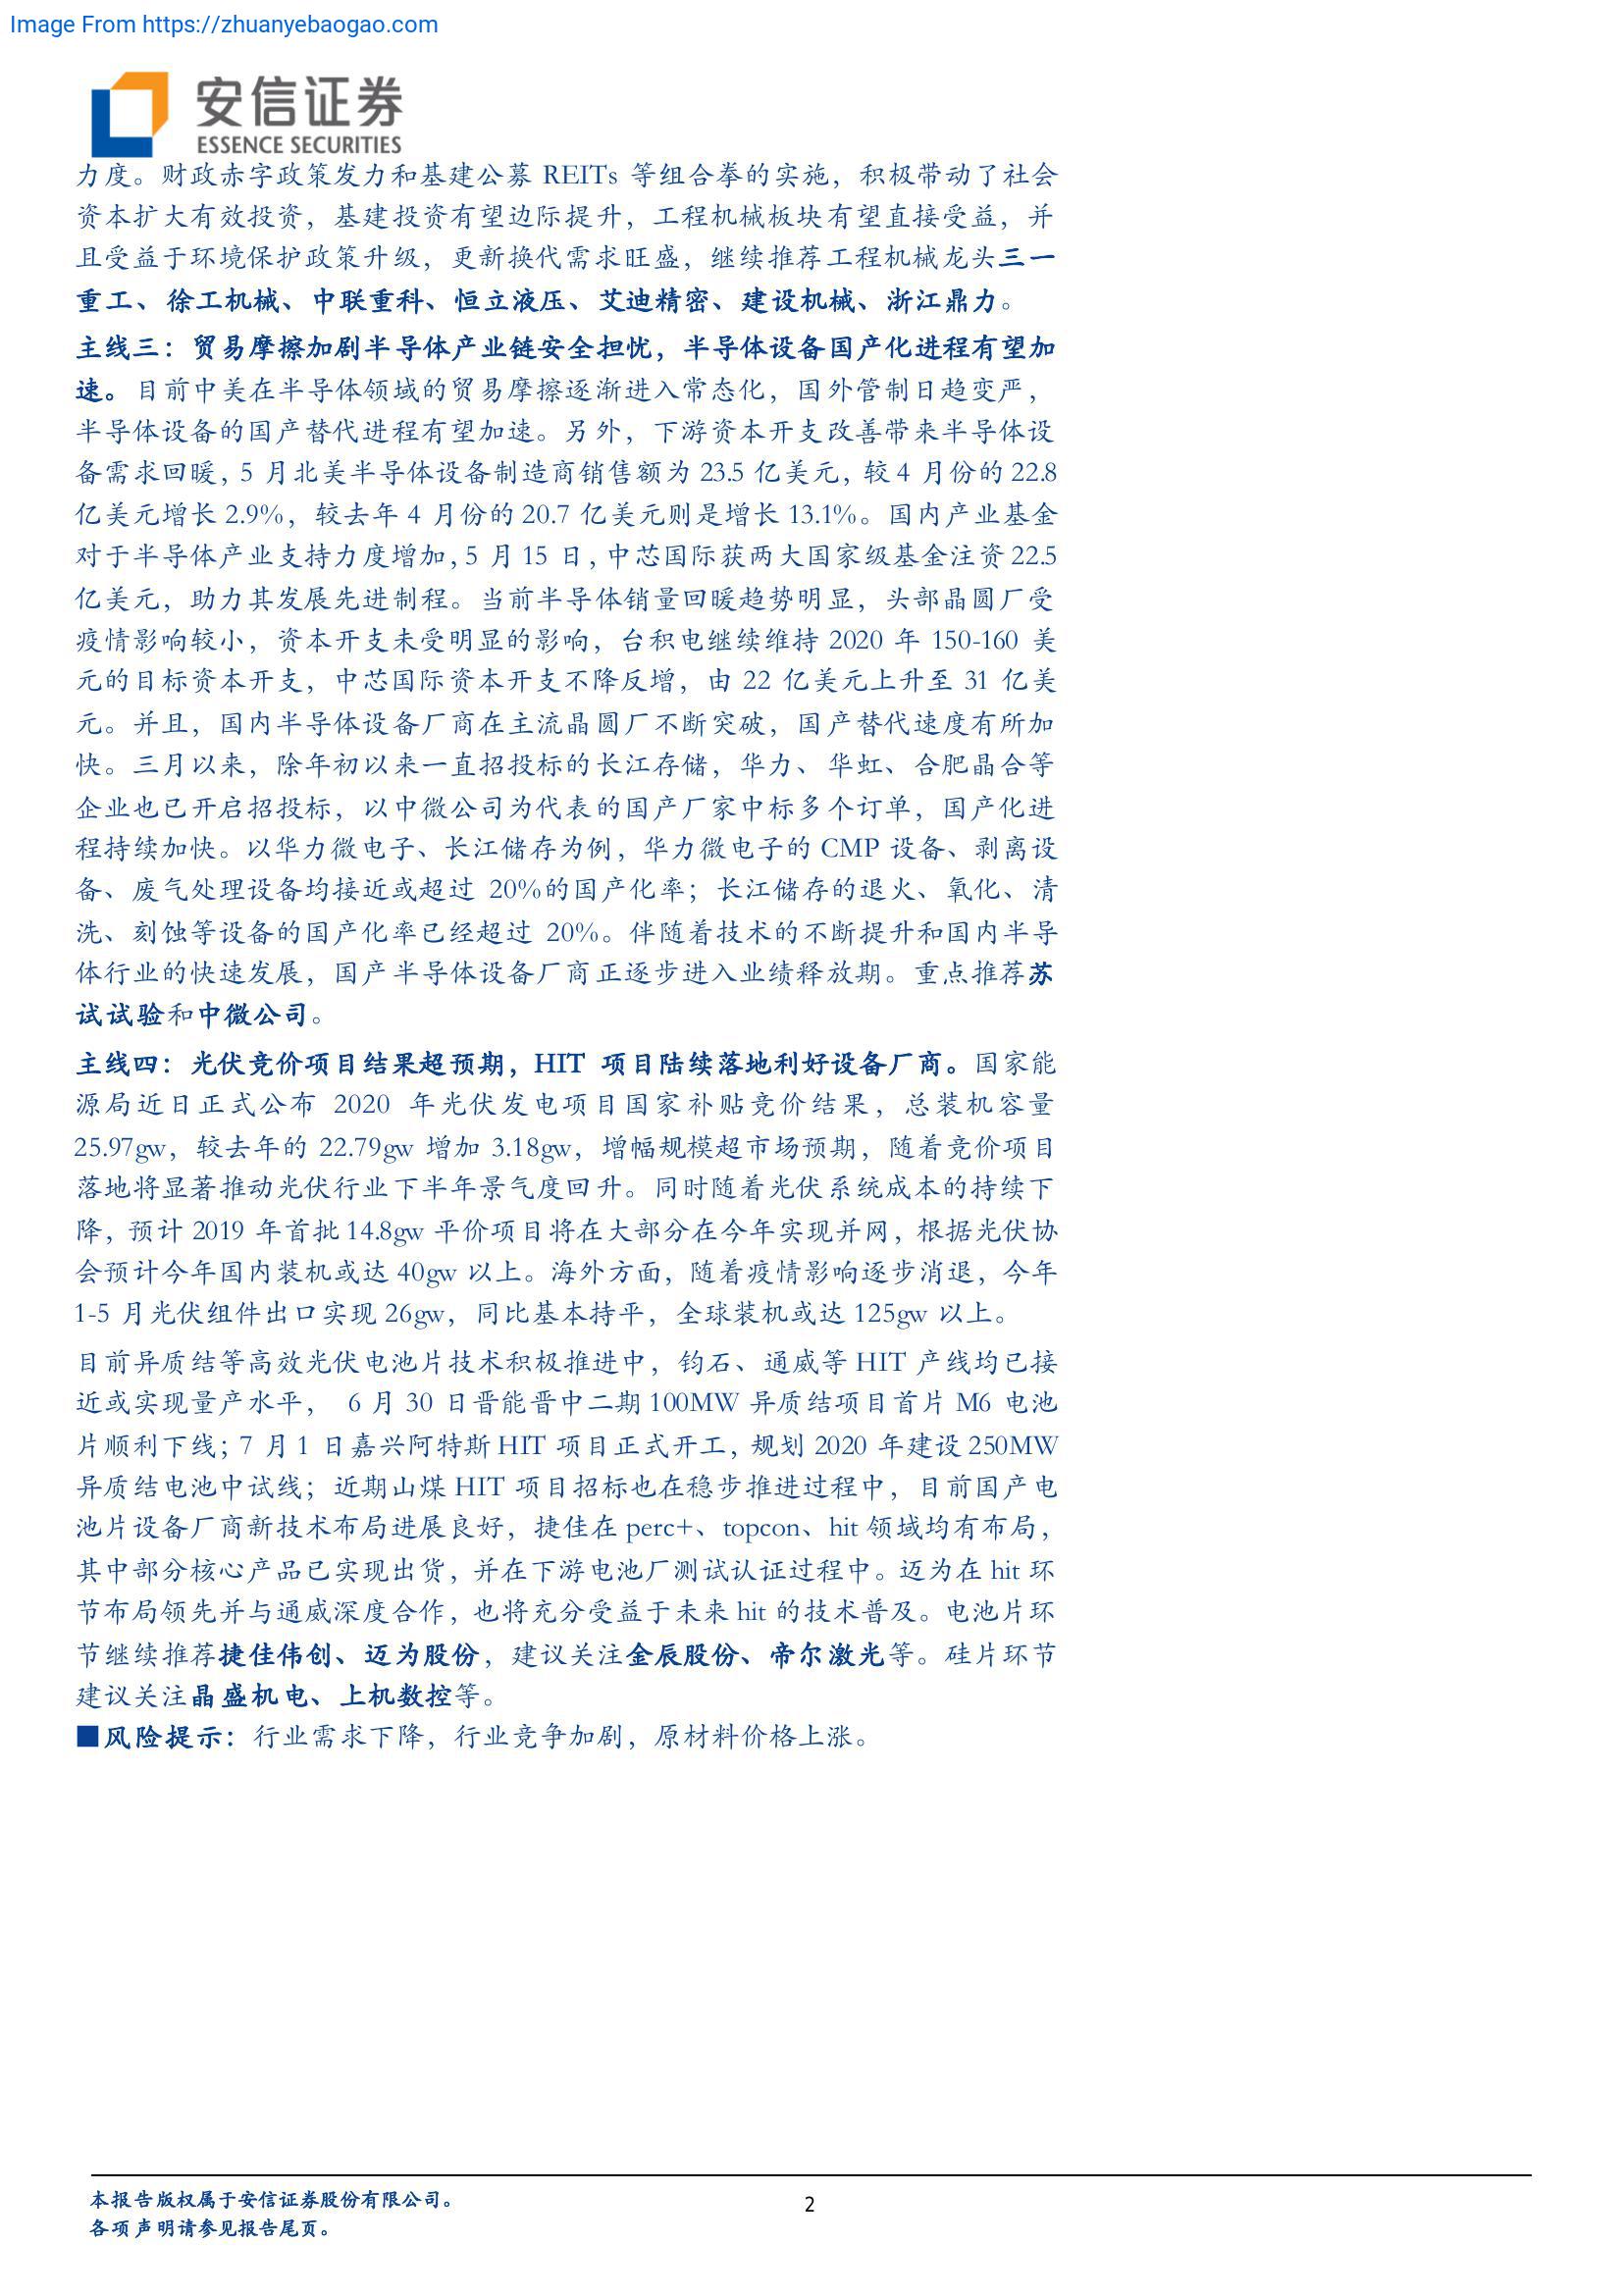 Image From https://zhuanyebaogao.com
安信证券
ESSENCE SECURITIES
力度。财政赤字政策发力和基建公募 REITs 等组合拳的实施，积极带动了社会
资本扩大有效投资，基建投资有望边际提升，工程机械板块有望直接受益，并
且受益于环境保护政策升级，更新换代需求旺盛，继续推荐工程机械龙头三一
重工、徐工机械、中联重科、恒立液压、艾迪精密、建设机械、浙江鼎力。
主线三：贸易摩擦加剧半导体产业链安全担忧，半导体设备国产化进程有望加
速。目前中美在半导体领域的贸易摩擦逐渐进入常态化，国外管制日趋变严，
半导体设备的国产替代进程有望加速。另外，下游资本开支改善带来半导体设
备需求回暖，5 月北美半导体设备制造商销售额为 23.5 亿美元，较 4 月份的 22.8
亿美元增长 2.9%，较去年 4 月份的 20.7 亿美元则是增长 13.1%。国内产业基金
对于半导体产业支持力度增加，5 月 15 日，中芯国际获两大国家级基金注资 22.5
亿美元，助力其发展先进制程。当前半导体销量回暖趋势明显，头部晶圆厂受
疫情影响较小，资本开支未受明显的影响，台积电继续维持 2020 年 150-160 美
元的目标资本开支，中芯国际资本开支不降反增，由 22 亿美元上升至 31 亿美
元。并且，国内半导体设备厂商在主流晶圆厂不断突破，国产替代速度有所加
快。三月以来，除年初以来一直招投标的长江存储，华力、华虹、合肥晶合等
企业也已开启招投标，以中微公司为代表的国产厂家中标多个订单，国产化进
程持续加快。以华力微电子、长江储存为例，华力微电子的 CMP 设备、剥离设
备、废气处理设备均接近或超过 20%的国产化率；长江储存的退火、氧化、清
洗、刻蚀等设备的国产化率已经超过 20%。伴随着技术的不断提升和国内半导
体行业的快速发展，国产半导体设备厂商正逐步进入业绩释放期。重点推荐苏
试试验和中微公司。
主线四：光伏竞价项目结果超预期，HIT 项目陆续落地利好设备厂商。国家能
源局近日正式公布 2020 年光伏发电项目国家补贴竞价结果，总装机容量
25.97gw，较去年的 22.79gw 增加 3.18gw，增幅规模超市场预期，随着竞价项目
落地将显著推动光伏行业下半年景气度回升。同时随着光伏系统成本的持续下
降，预计 2019 年首批 14.8gw 平价项目将在大部分在今年实现并网，根据光伏协
会预计今年国内装机或达 40gw 以上。海外方面，随着疫情影响逐步消退，今年
1-5 月光伏组件出口实现 26gw，同比基本持平，全球装机或达 125gw 以上。
目前异质结等高效光伏电池片技术积极推进中，钧石、通威等 HIT 产线均已接
近或实现量产水平， 6 月 30 日晋能晋中二期 100MW 异质结项目首片 M6 电池
片顺利下线；7 月 1 日嘉兴阿特斯 HIT 项目正式开工，规划 2020 年建设 250MW
异质结电池中试线；近期山煤 HIT 项目招标也在稳步推进过程中，目前国产电
池片设备厂商新技术布局进展良好，捷佳在 perc+、topcon、hit 领域均有布局，
其中部分核心产品已实现出货，并在下游电池厂测试认证过程中。迈为在 hit 环
节布局领先并与通威深度合作，也将充分受益于未来 hit 的技术普及。电池片环
节继续推荐捷佳伟创、迈为股份，建议关注金辰股份、帝尔激光等。硅片环节
建议关注晶盛机电、上机数控等。
■风险提示：行业需求下降，行业竞争加剧，原材料价格上涨。
本报告版权属于安信证券股份有限公司。
2
各项声明请参见报告尾页。